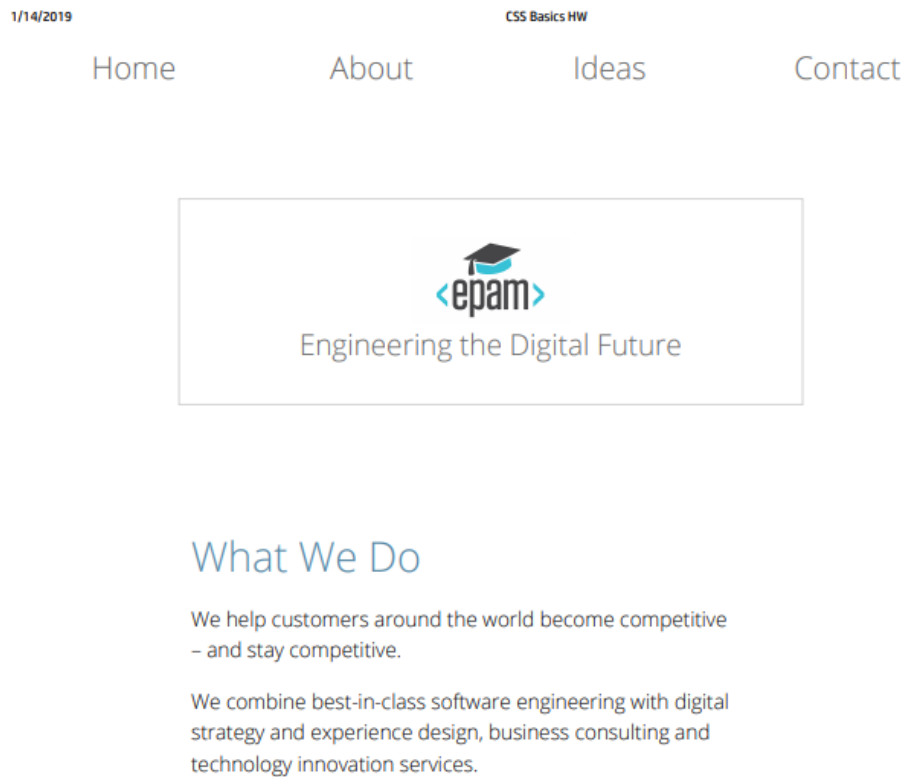 1/14/2019 CSS Basics HW
Home About Ideas Contact
<epam>
Engineering the Digital Future
What We Do
We help customers around the world become competitive
– and stay competitive.
We combine best-in-class software engineering with digital
strategy and experience design, business consulting and
technology innovation services.